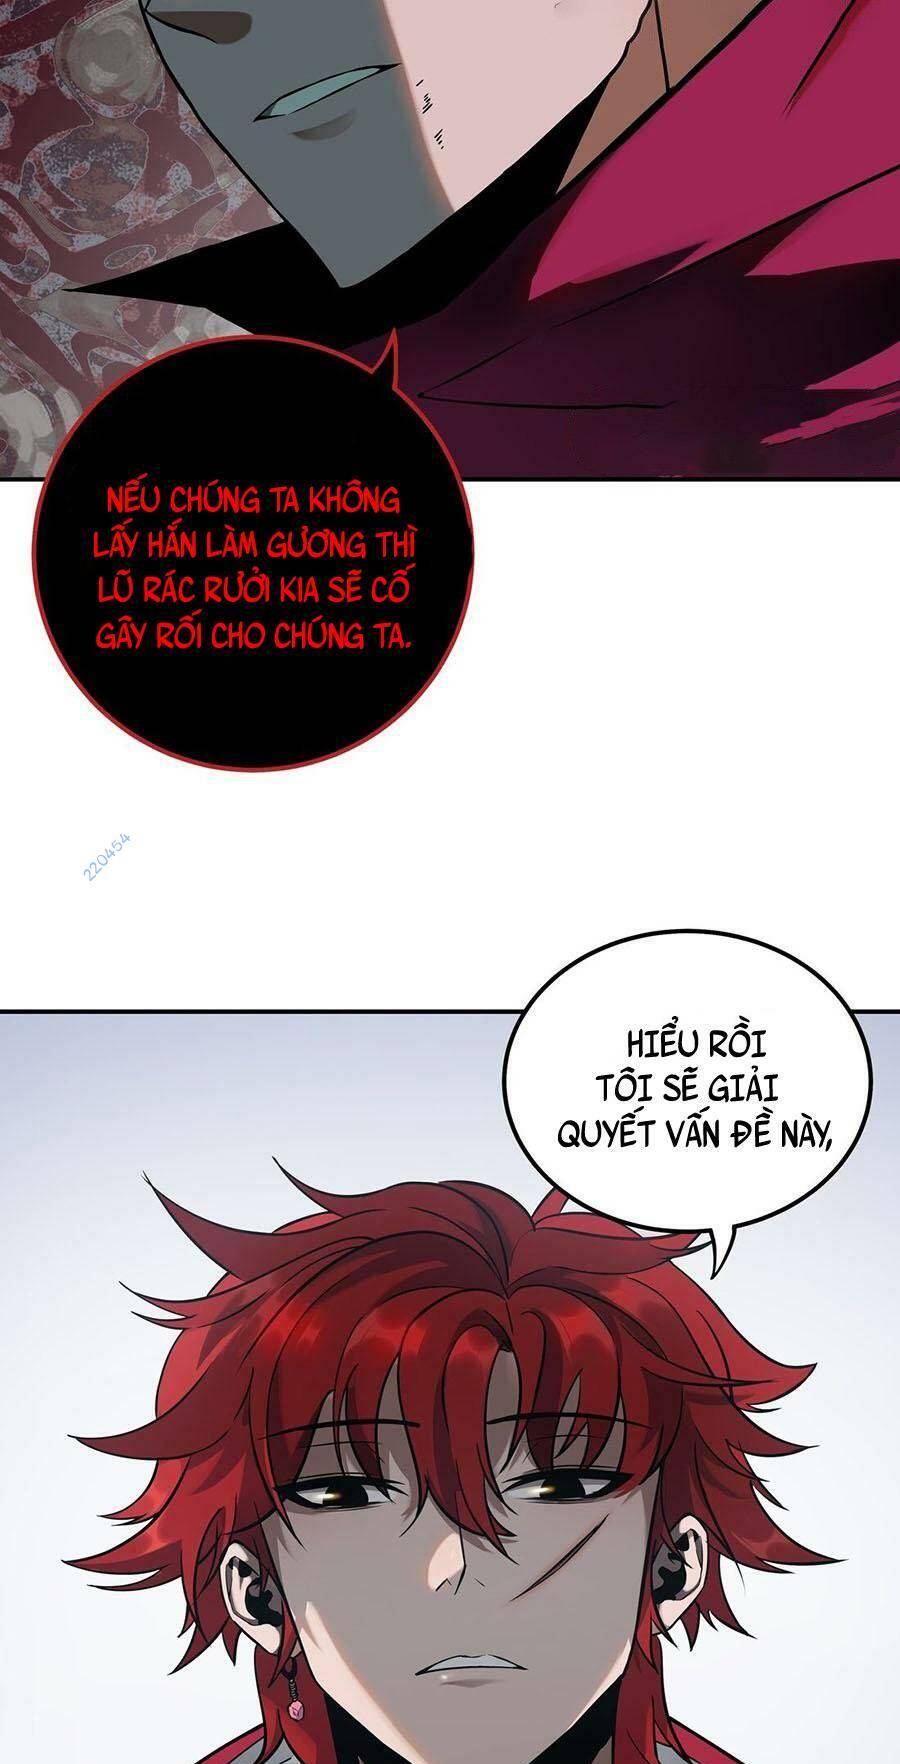 NẾU CHÚNG TA KHÔNG
LẤY HẮN LÀM GƯƠNG THÌ
LŨ RÁC RƯỞI KIA SẼ CỐ
GÂY RỐI CHO CHÚNG TA.
220454
HIỂU RỒI
TÔI SẼ GIẢI
QUYẾT VẤN ĐỀ NÀY,